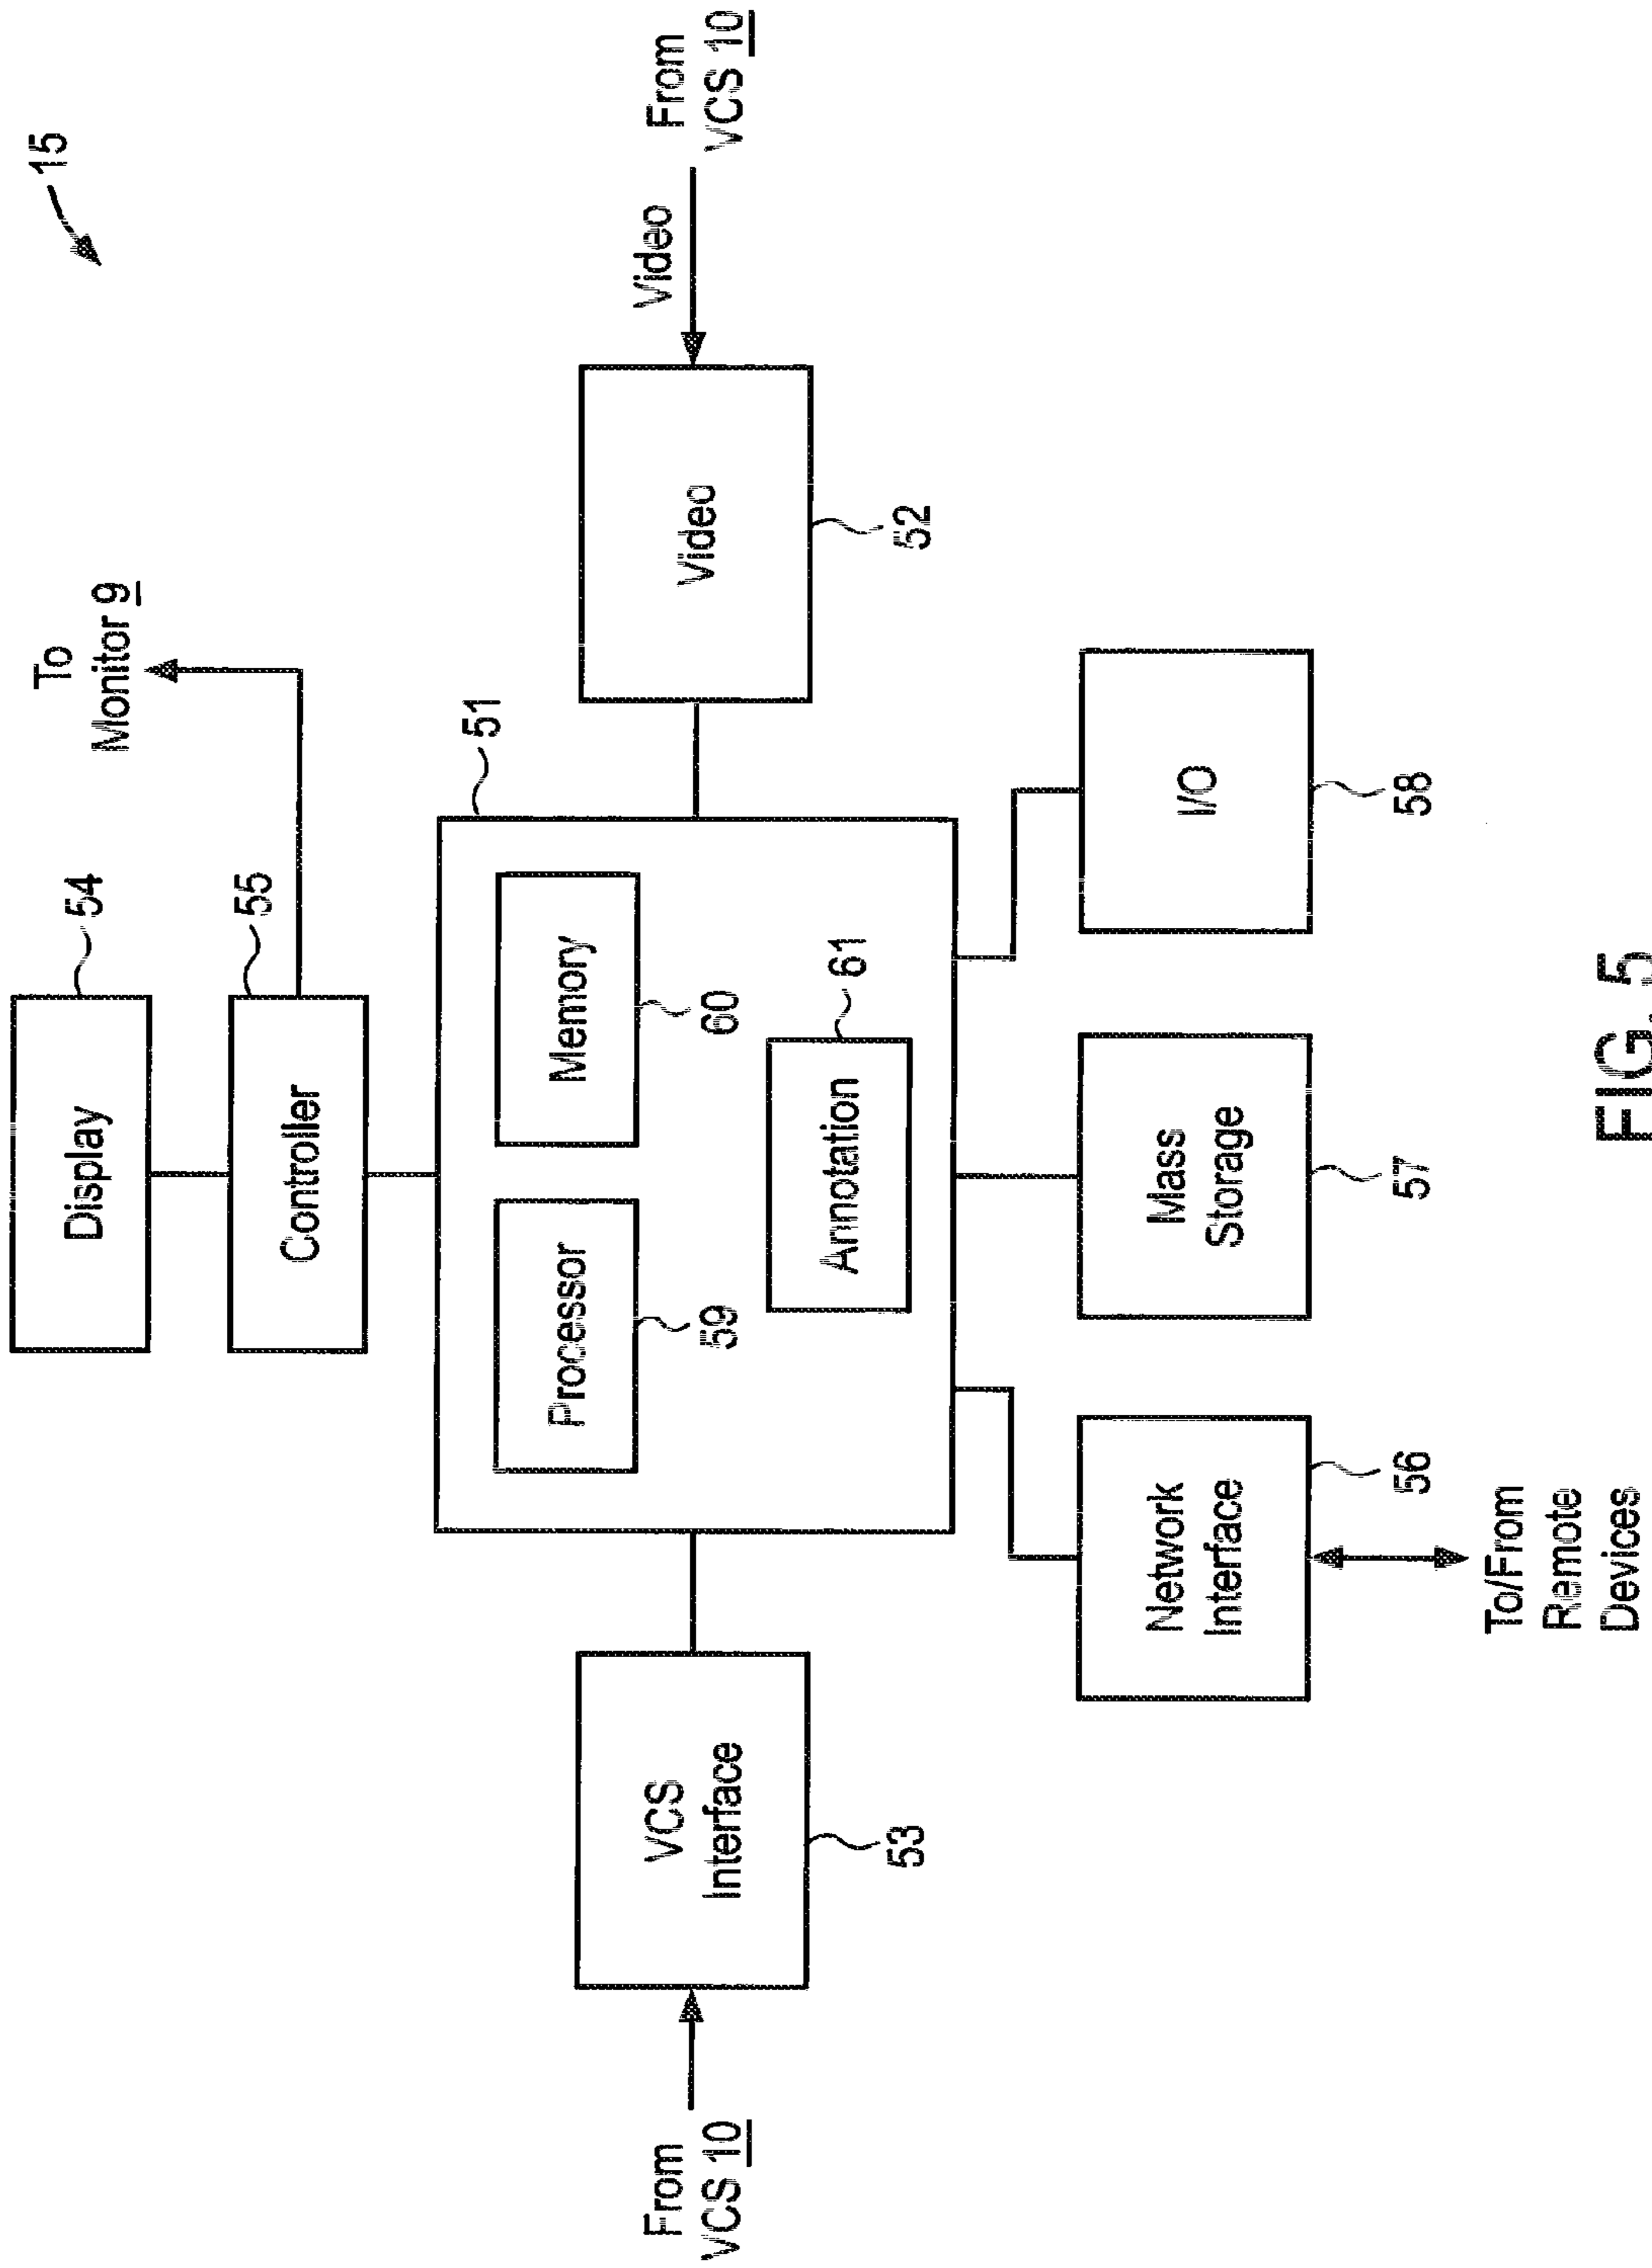 15
Display
54
To
Monitor 9
Controller
55
51
Processor
59
Memory
60
Annotation
61
From
VCS 10
VCS
Interface
53
Video
52
Video
From
VCS 10
Network
Interface
56
Mass
Storage
57
I/O
58
To/From
Remote
Devices
FIG. 5